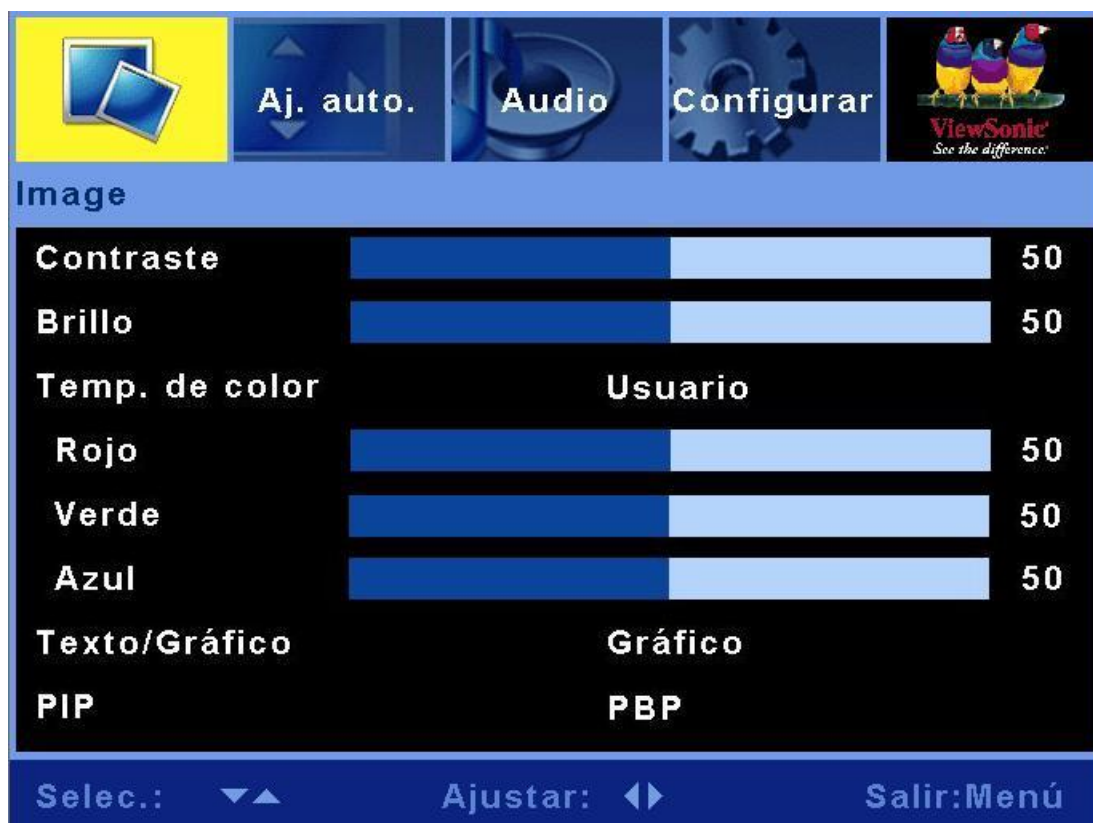 Aj. auto.
Audio
Configurar
ViewSonic®
See the difference.™
Image
Contraste 50
Brillo 50
Temp. de color Usuario
Rojo 50
Verde 50
Azul 50
Texto/Gráfico Gráfico
PIP PBP
Selec.: Ajustar: Salir:Menú